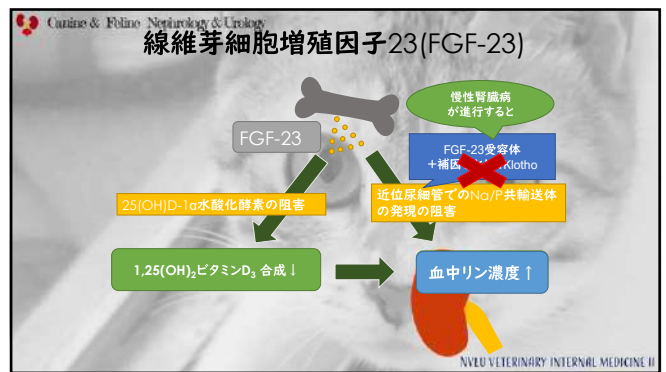 Canine & Feline Nephrology & Urology
線維芽細胞増殖因子23(FGF-23)
慢性腎臓病
が進行すると
FGF-23
FGF-23受容体
+補因 Klotho
25(OH)D-1α水酸化酵素の阻害
近位尿細管でのNa/P共輸送体
の発現の阻害
1,25(OH)₂ビタミンD₃ 合成↓
血中リン濃度↑
NVLU VETERINARY INTERNAL MEDICINE II